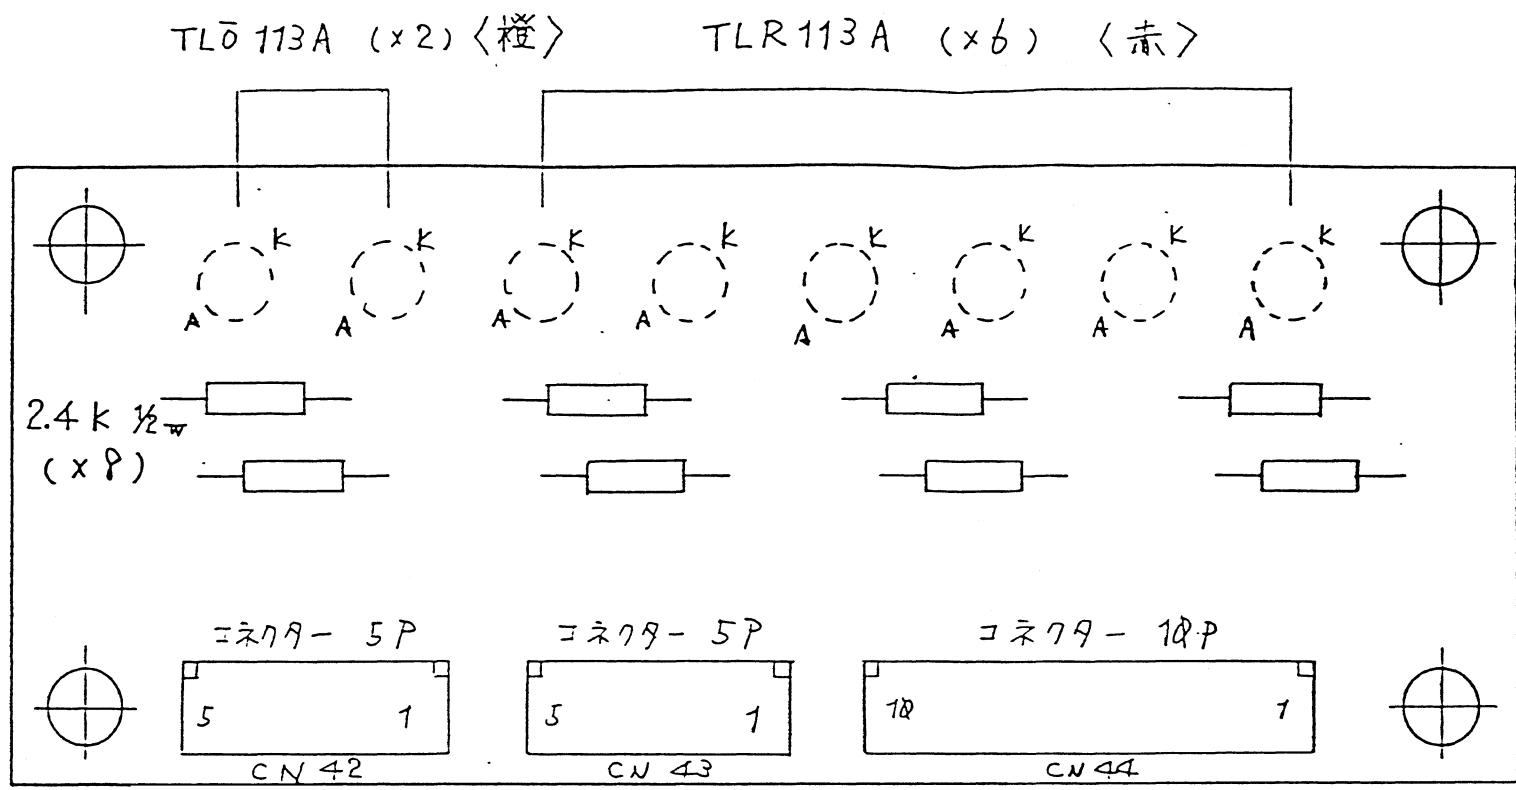 TLŌ 113A (×2) 〈橙〉 TLR 113A (×6) 〈赤〉
K K K K K K K K
A A A A A A A A
2.4K 1/2W
(×8)
コネクター 5P コネクター 5P コネクター 10P
5 1 5 1 10 1
CN 42 CN 43 CN 44